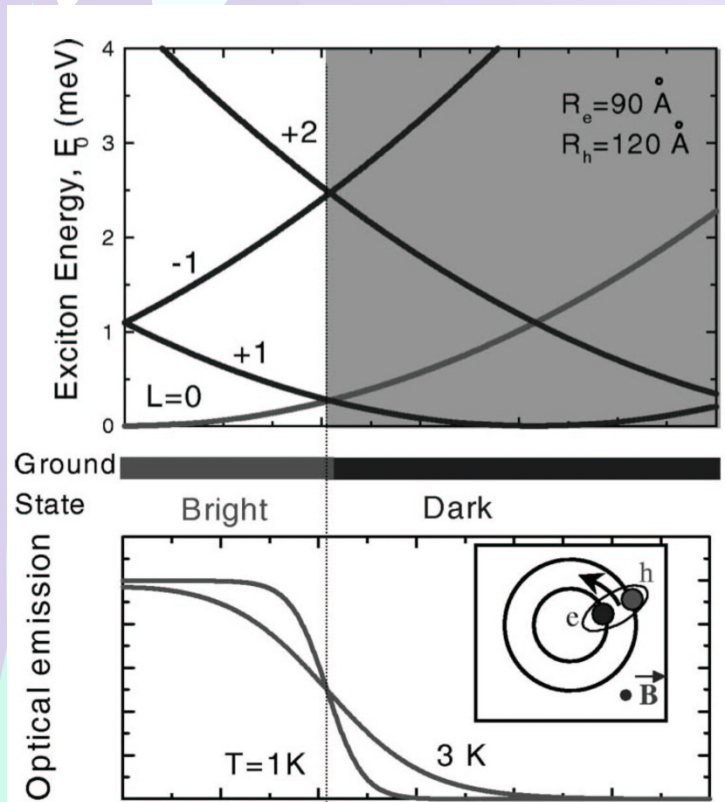 Exciton Energy, E₀ (meV)
4
3
2
1
0
+2
-1
+1
L=0
Rₑ=90 Å
Rₕ=120 Å
Ground
State
Bright
Dark
Optical emission
T=1K
3 K
h
e
B